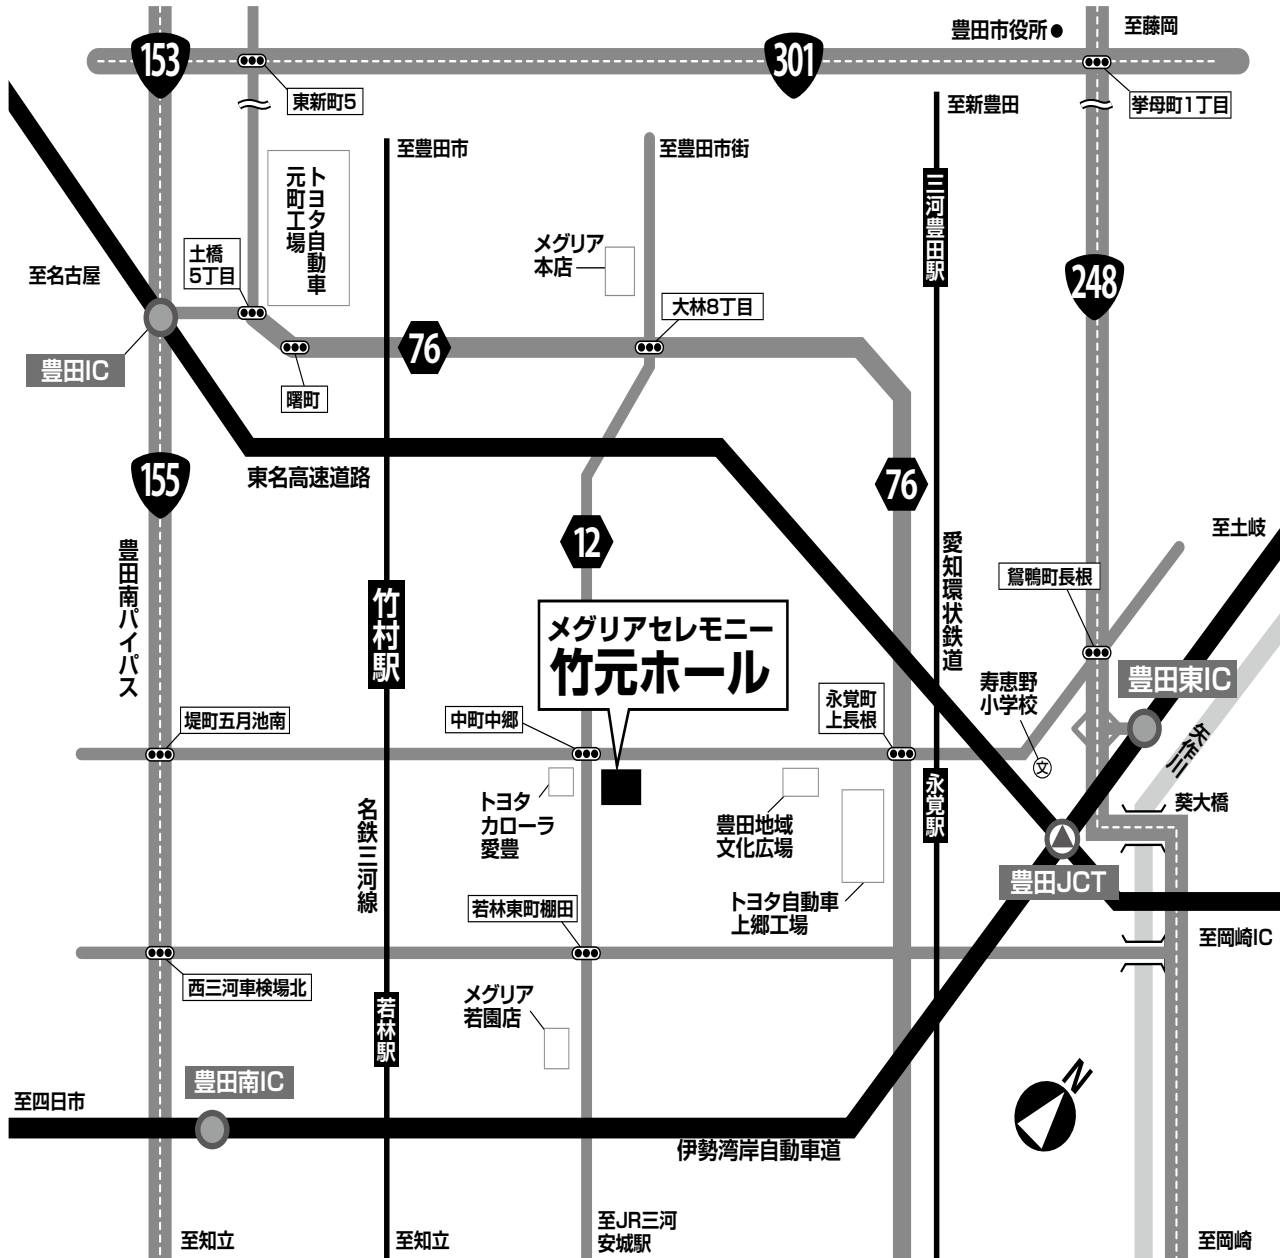 豊田市役所
至藤岡
153
301
東新町5
至新豊田
挙母町1丁目
至豊田市
至豊田市街
トヨタ自動車
元町工場
三河豊田駅
メグリア
本店
土橋
5丁目
至名古屋
248
大林8丁目
76
豊田IC
曙町
155
東名高速道路
76
12
至土岐
豊田南バイパス
愛知環状鉄道
鴛鴨町長根
竹村駅
メグリアセレモニー
竹元ホール
寿恵野
小学校
豊田東IC
堤町五月池南
中町中郷
永覚町
上長根
矢作川
文
トヨタ
カローラ
愛豊
豊田地域
文化広場
永覚駅
葵大橋
名鉄三河線
豊田JCT
若林東町棚田
トヨタ自動車
上郷工場
至岡崎IC
西三河車検場北
メグリア
若園店
若林駅
豊田南IC
N
至四日市
伊勢湾岸自動車道
至知立
至知立
至JR三河
安城駅
至岡崎